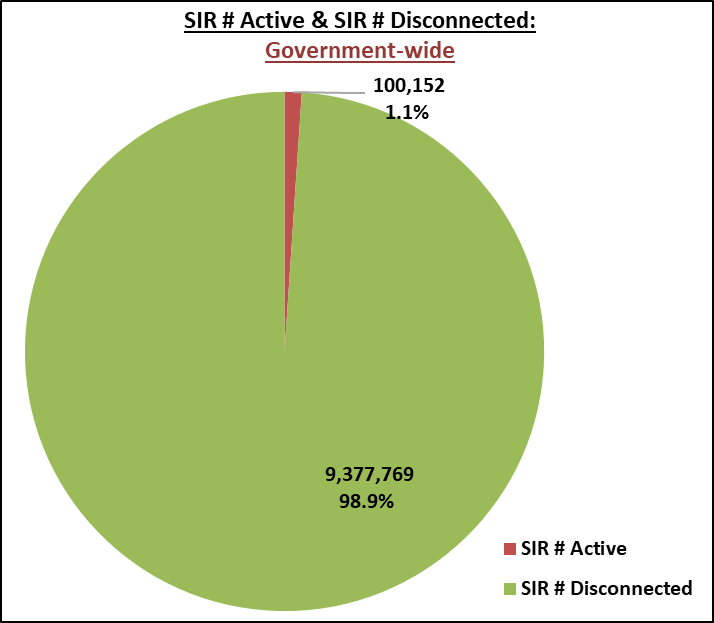 SIR # Active & SIR # Disconnected:
Government-wide
100,152
1.1%
9,377,769
98.9%
SIR # Active
SIR # Disconnected